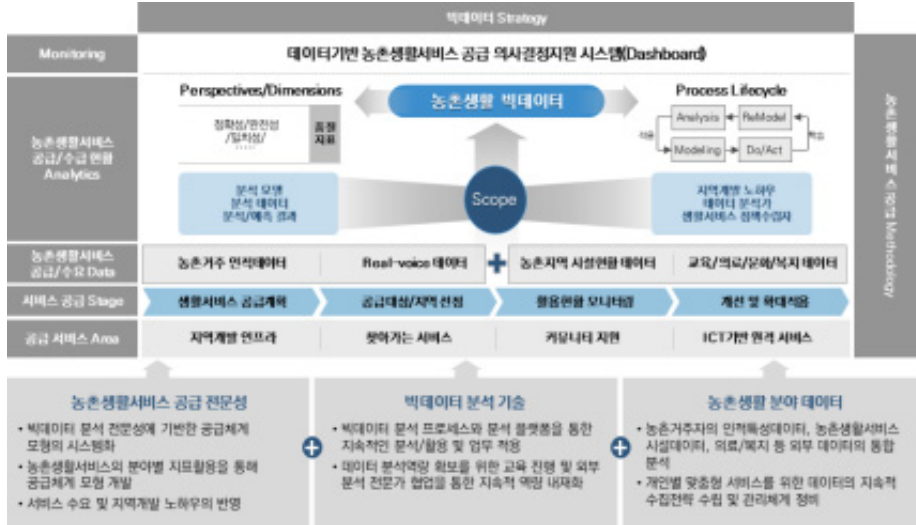 빅데이터 Strategy
Monitoring
데이터기반 농촌생활서비스 공급 의사결정지원 시스템(Dashboard)
농촌생활서비스
공급/수급 현황
Analytics
Perspectives/Dimensions
정확성/완전성
/일치성/
.....
품질
지표
농촌생활 빅데이터
Process Lifecycle
Analysis
ReModel
Modeling
Do/Act
적용
분석 모델
분석 데이터
분석/예측 결과
Scope
지역개발 노하우
데이터 분석가
생활서비스 정책수립자
농촌생활서비스 공급 Methodology
농촌생활서비스
공급/수요 Data
농촌거주 인적데이터
Real-voice 데이터
+
농촌지역 시설현황 데이터
교육/의료/문화/복지 데이터
서비스 공급 Stage
생활서비스 공급계획
공급대상/지역 선정
활용현황 모니터링
개선 및 확대적용
공급 서비스 Area
지역개발 인프라
찾아가는 서비스
커뮤니티 지원
ICT기반 원격 서비스
농촌생활서비스 공급 전문성
• 빅데이터 분석 전문성에 기반한 공급체계
모형의 시스템화
• 농촌생활서비스의 분야별 지표활용을 통해
공급체계 모형 개발
• 서비스 수요 및 지역개발 노하우의 반영
+
빅데이터 분석 기술
• 빅데이터 분석 프로세스와 분석 플랫폼을 통한
지속적인 분석/활용 및 업무 적용
• 데이터 분석역량 확보를 위한 교육 진행 및 외부
분석 전문가 협업을 통한 지속적 역량 내재화
+
농촌생활 분야 데이터
• 농촌거주자의 인적특성데이터, 농촌생활서비스
시설데이터, 의료/복지 등 외부 데이터의 통합
분석
• 개인별 맞춤형 서비스를 위한 데이터의 지속적
수집전략 수립 및 관리체계 정비